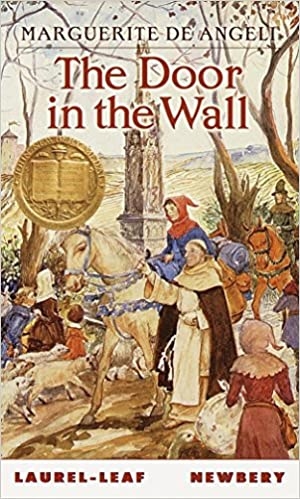 MARGUERITE DE ANGELI
The Door
in the Wall
LAUREL-LEAF NEWBERY